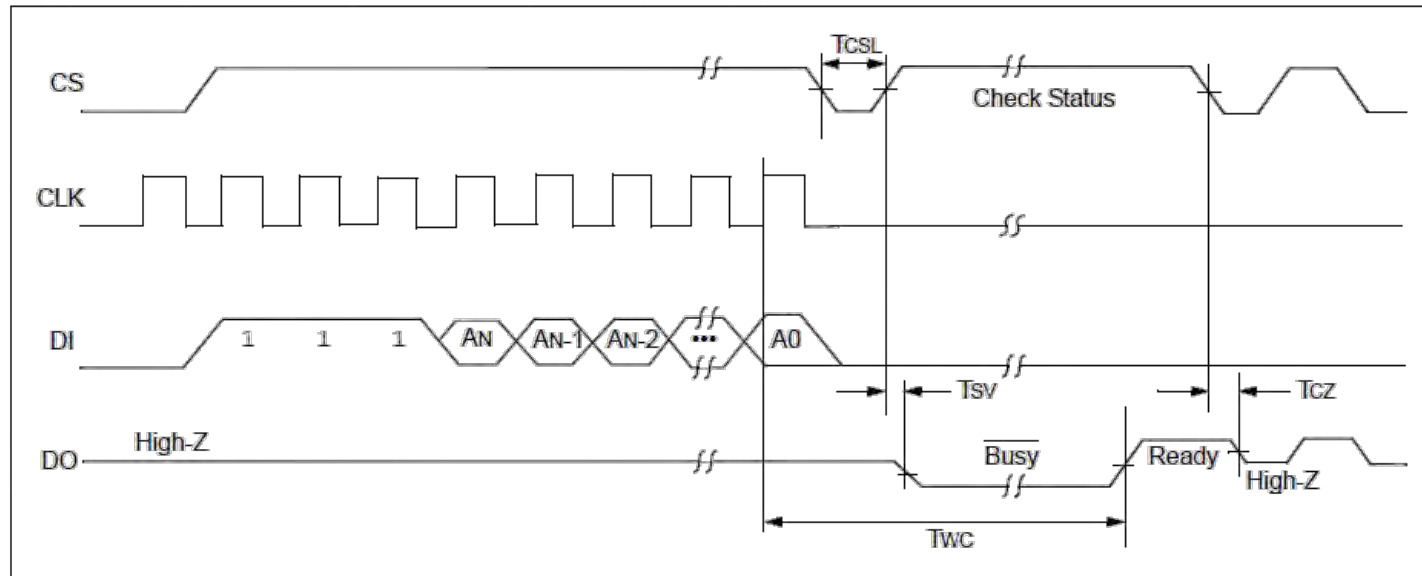 TCSL
CS
Check Status
CLK
DI
1 1 1 AN AN-1 AN-2 ••• A0
TSV
TCZ
High-Z
DO
Busy
Ready
High-Z
TWC